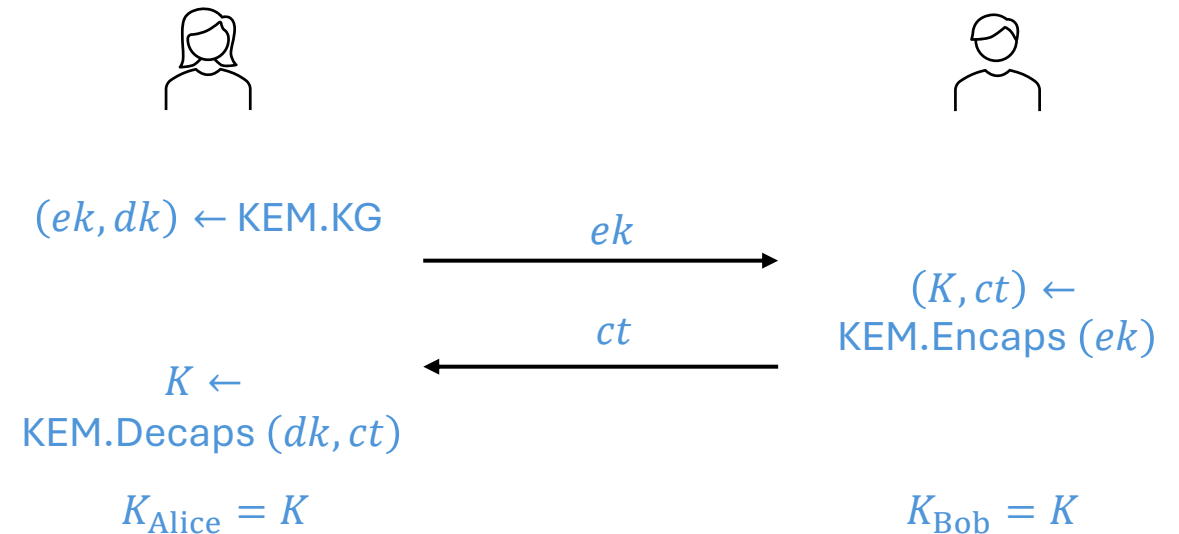 (ek, dk) ← KEM.KG
ek
(K, ct) ←
KEM.Encaps (ek)
ct
K ←
KEM.Decaps (dk, ct)
K_Alice = K
K_Bob = K